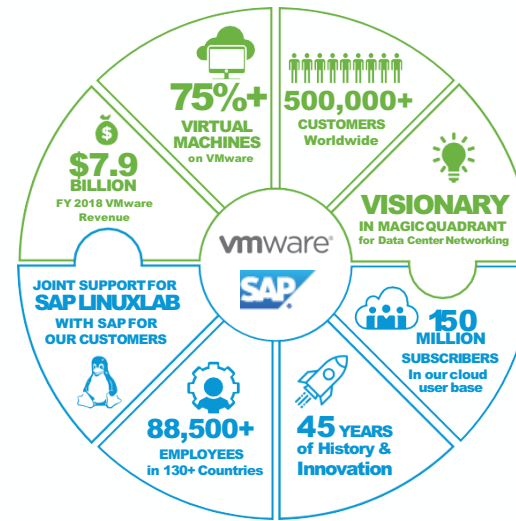 75%+
VIRTUAL
MACHINES
on VMware
500,000+
CUSTOMERS
Worldwide
$
$7.9
BILLION
FY 2018 VMware
Revenue
VISIONARY
IN MAGIC QUADRANT
for Data Center Networking
vmware®
SAP®
JOINT SUPPORT FOR
SAP LINUXLAB
WITH SAP FOR
OUR CUSTOMERS
150
MILLION
SUBSCRIBERS
In our cloud
user base
88,500+
EMPLOYEES
in 130+ Countries
45 YEARS
of History &
Innovation